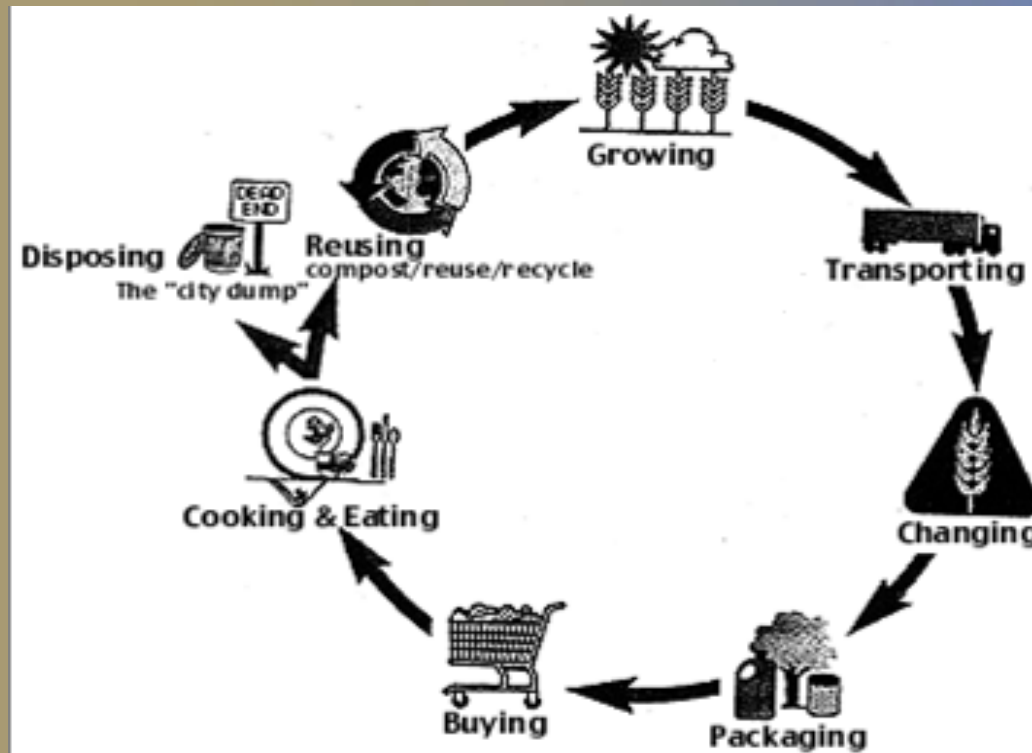 Growing
Transporting
Changing
Packaging
Buying
Cooking & Eating
Disposing
DEAD
END
The "city dump"
Reusing
compost/reuse/recycle